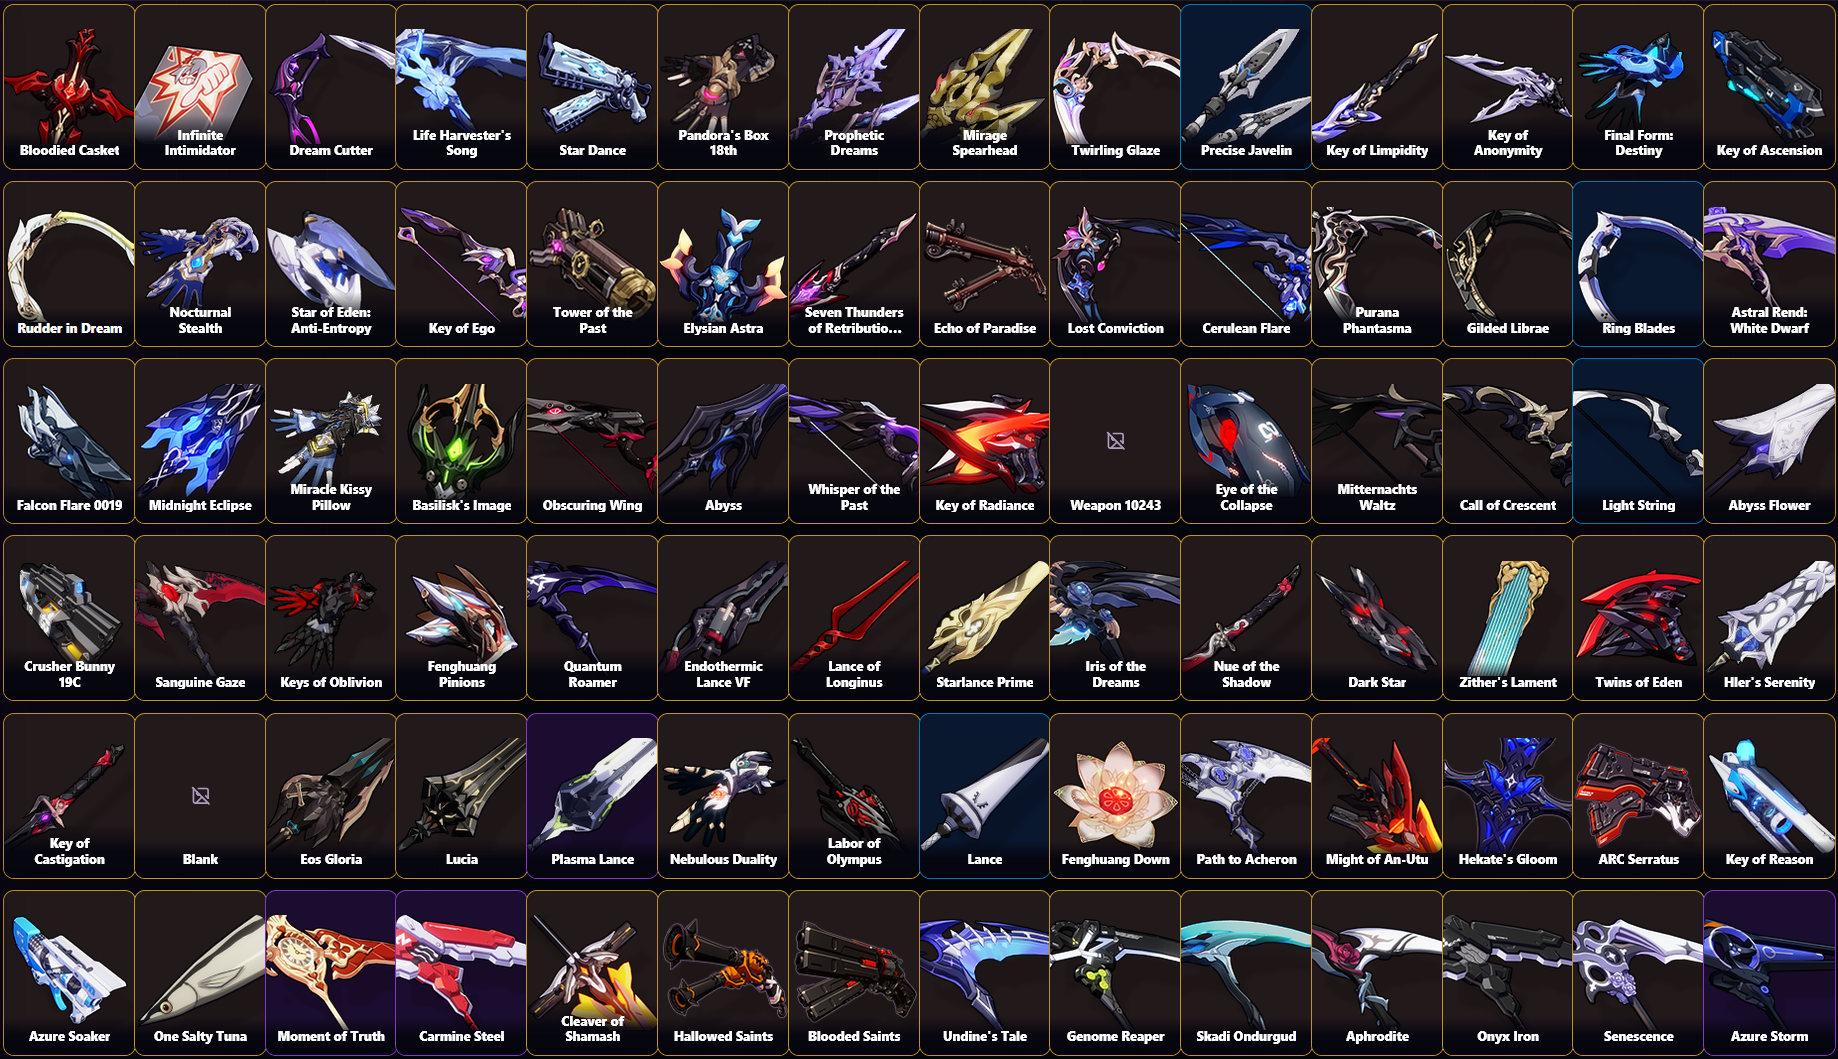 Bloodied Casket
Infinite
Intimidator
Dream Cutter
Life Harvester's
Song
Star Dance
Pandora's Box
18th
Prophetic
Dreams
Mirage
Spearhead
Twirling Glaze
Precise Javelin
Key of Limpidity
Key of
Anonymity
Final Form:
Destiny
Key of Ascension
Rudder in Dream
Nocturnal
Stealth
Star of Eden:
Anti-Entropy
Key of Ego
Tower of the
Past
Elysian Astra
Seven Thunders
of Retributio...
Echo of Paradise
Lost Conviction
Cerulean Flare
Purana
Phantasma
Gilded Librae
Ring Blades
Astral Rend:
White Dwarf
Falcon Flare 0019
Midnight Eclipse
Miracle Kissy
Pillow
Basilisk's Image
Obscuring Wing
Abyss
Whisper of the
Past
Key of Radiance
Weapon 10243
Eye of the
Collapse
Mitternachts
Waltz
Call of Crescent
Light String
Abyss Flower
Crusher Bunny
19C
Sanguine Gaze
Keys of Oblivion
Fenghuang
Pinions
Quantum
Roamer
Endothermic
Lance VF
Lance of
Longinus
Starlance Prime
Iris of the
Dreams
Nue of the
Shadow
Dark Star
Zither's Lament
Twins of Eden
Hler's Serenity
Key of
Castigation
Blank
Eos Gloria
Lucia
Plasma Lance
Nebulous Duality
Labor of
Olympus
Lance
Fenghuang Down
Path to Acheron
Might of An-Utu
Hekate's Gloom
ARC Serratus
Key of Reason
Azure Soaker
One Salty Tuna
Moment of Truth
Carmine Steel
Cleaver of
Shamash
Hallowed Saints
Blooded Saints
Undine's Tale
Genome Reaper
Skadi Ondurgud
Aphrodite
Onyx Iron
Senescence
Azure Storm